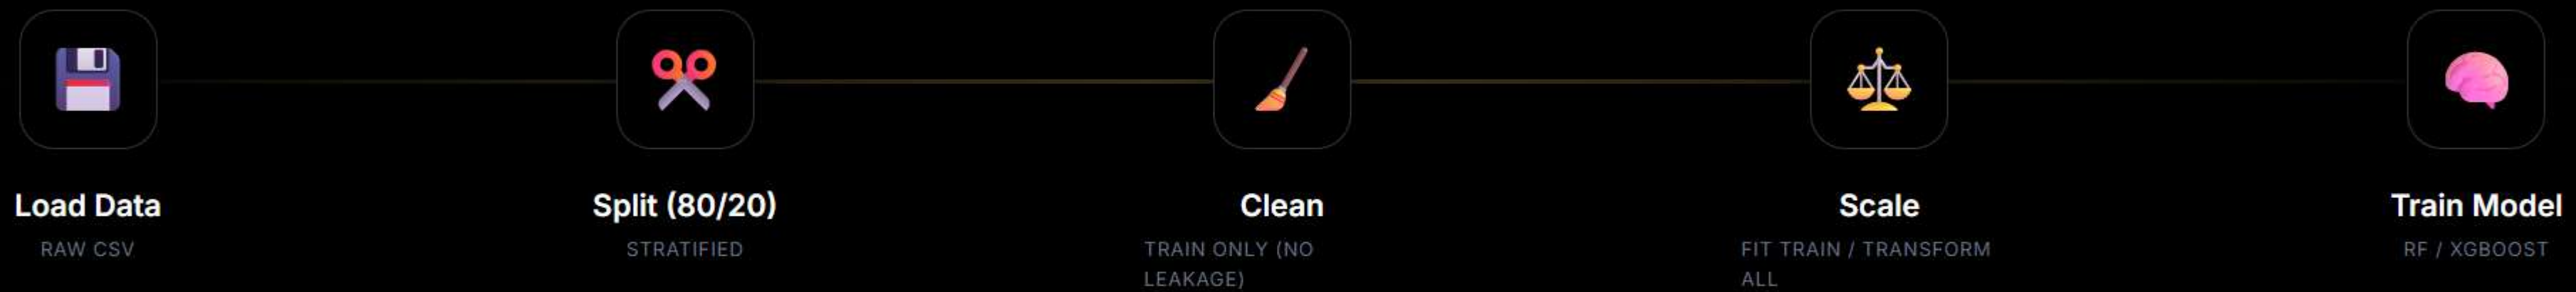 Load Data
RAW CSV
Split (80/20)
STRATIFIED
Clean
TRAIN ONLY (NO
LEAKAGE)
Scale
FIT TRAIN / TRANSFORM
ALL
Train Model
RF / XGBOOST